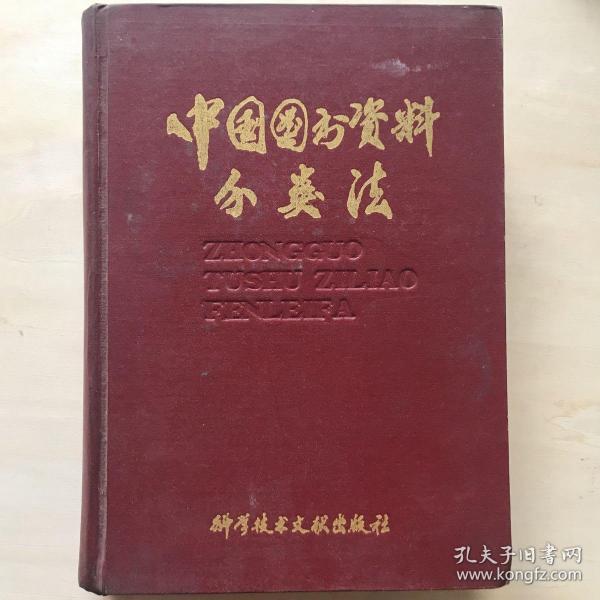 中国图书资料
分类法
ZHONGGUO
TUSHU ZILIAO
FENLEIFA
科学技术文献出版社
孔夫子旧书网
www.kongfz.com